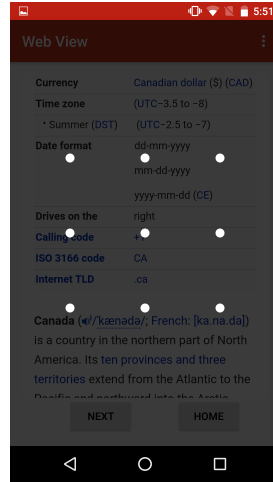 5:51
Web View
Currency Canadian dollar ($) (CAD)
Time zone (UTC−3.5 to −8)
• Summer (DST) (UTC−2.5 to −7)
Date format dd-mm-yyyy
mm-dd-yyyy
yyyy-mm-dd (CE)
Drives on the right
Calling code
ISO 3166 code CA
Internet TLD .ca
Canada (/ˈkænədə/; French: [ka.na.da])
is a country in the northern part of North
America. Its ten provinces and three
territories extend from the Atlantic to the
NEXT HOME